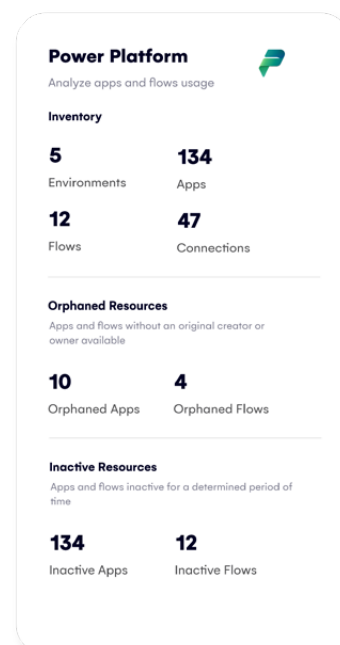 Power Platform
Analyze apps and flows usage
Inventory
5
134
Environments
Apps
12
47
Flows
Connections
Orphaned Resources
Apps and flows without an original creator or
owner available
10
4
Orphaned Apps
Orphaned Flows
Inactive Resources
Apps and flows inactive for a determined period of
time
134
12
Inactive Apps
Inactive Flows